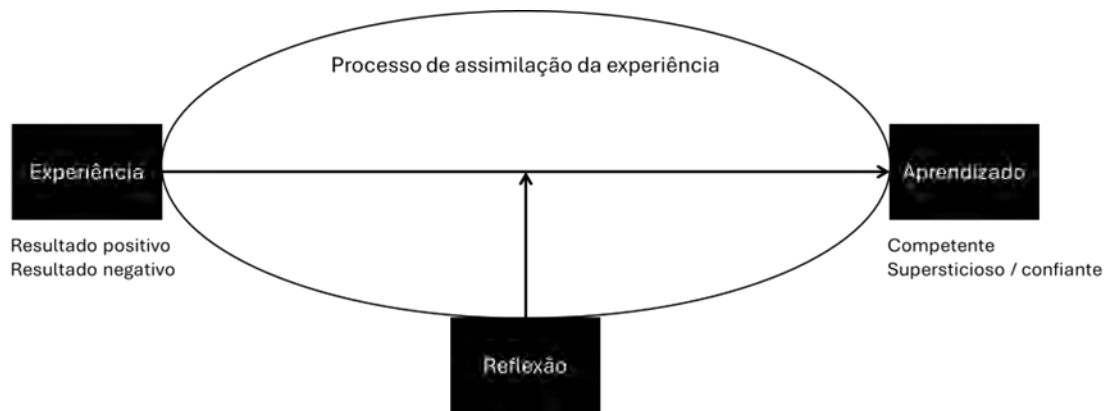 Processo de assimilação da experiência
Experiência
Aprendizado
Resultado positivo
Resultado negativo
Competente
Supersticioso / confiante
Reflexão